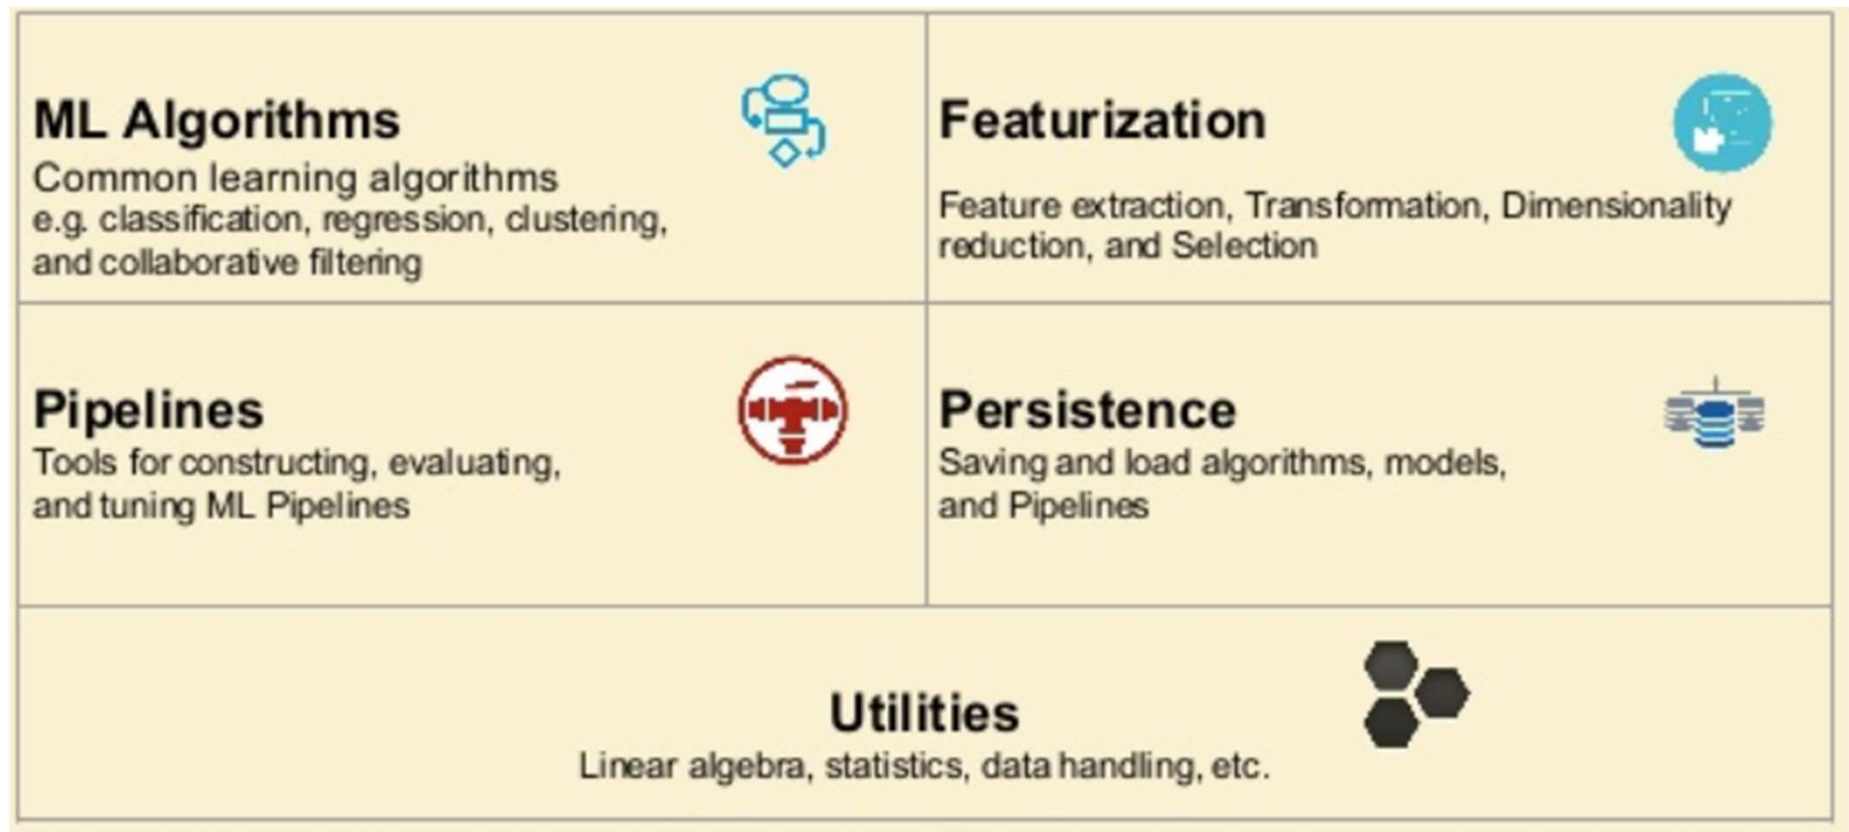 ML Algorithms
Common learning algorithms
e.g. classification, regression, clustering,
and collaborative filtering
Featurization
Feature extraction, Transformation, Dimensionality
reduction, and Selection
Pipelines
Tools for constructing, evaluating,
and tuning ML Pipelines
Persistence
Saving and load algorithms, models,
and Pipelines
Utilities
Linear algebra, statistics, data handling, etc.